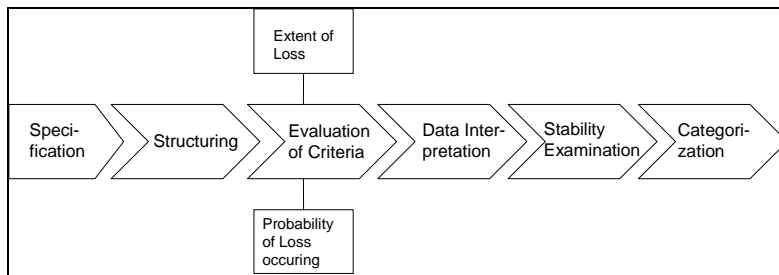 Extent of
Loss
Speci-
fication
Structuring
Evaluation
of Criteria
Data Inter-
pretation
Stability
Examination
Categori-
zation
Probability
of Loss
occuring